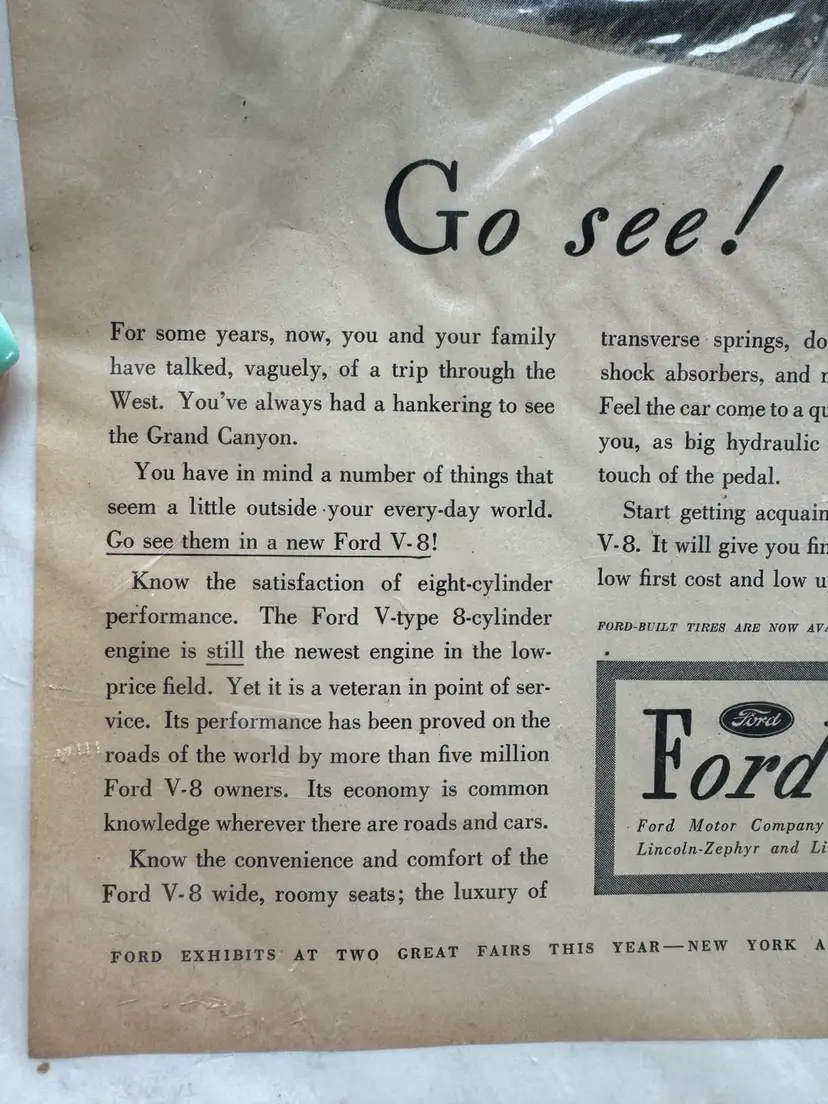 Go see!
For some years, now, you and your family
have talked, vaguely, of a trip through the
West. You've always had a hankering to see
the Grand Canyon.
You have in mind a number of things that
seem a little outside your every-day world.
Go see them in a new Ford V-8!
Know the satisfaction of eight-cylinder
performance. The Ford V-type 8-cylinder
engine is still the newest engine in the low-
price field. Yet it is a veteran in point of ser-
vice. Its performance has been proved on the
roads of the world by more than five million
Ford V-8 owners. Its economy is common
knowledge wherever there are roads and cars.
Know the convenience and comfort of the
Ford V-8 wide, roomy seats; the luxury of
transverse springs,
shock absorbers, and
Feel the car come to a
you, as big hydraulic
touch of the pedal.
Start getting
V-8. It will give you
low first cost and low
FORD-BUILT TIRES ARE NOW
Ford
Ford
Ford Motor Company
Lincoln-Zephyr and
FORD EXHIBITS AT TWO GREAT FAIRS THIS YEAR—NEW YORK